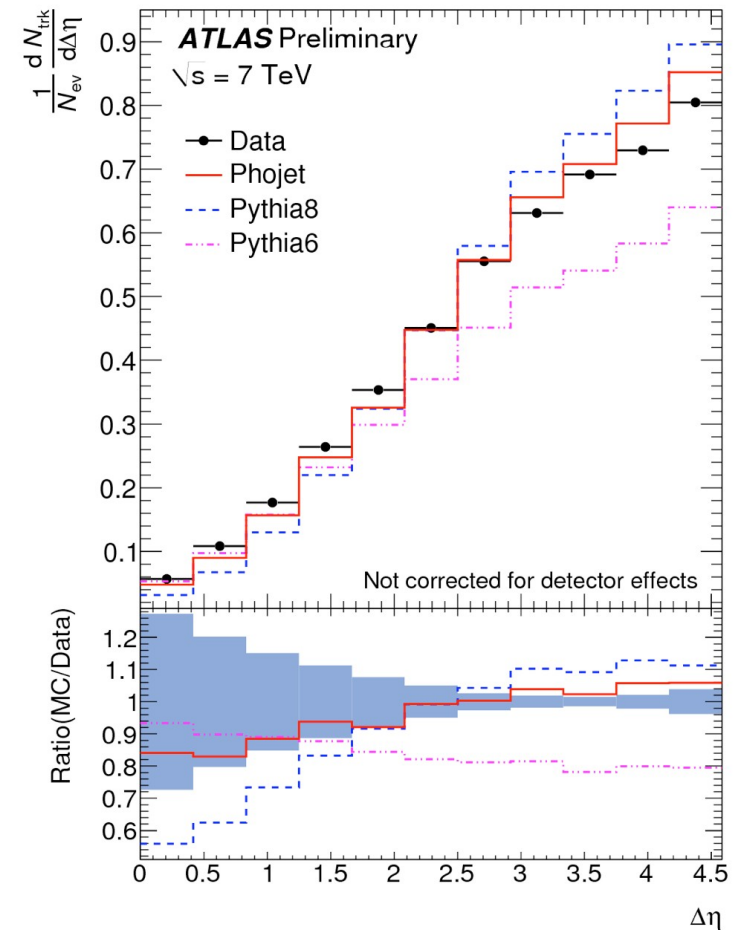 1/N_ev d N_trk/dΔη
ATLAS Preliminary
√s = 7 TeV
Data
Phojet
Pythia8
Pythia6
0.9
0.8
0.7
0.6
0.5
0.4
0.3
0.2
0.1
Not corrected for detector effects
Ratio(MC/Data)
1.2
1.1
1
0.9
0.8
0.7
0.6
0 0.5 1 1.5 2 2.5 3 3.5 4 4.5
Δη